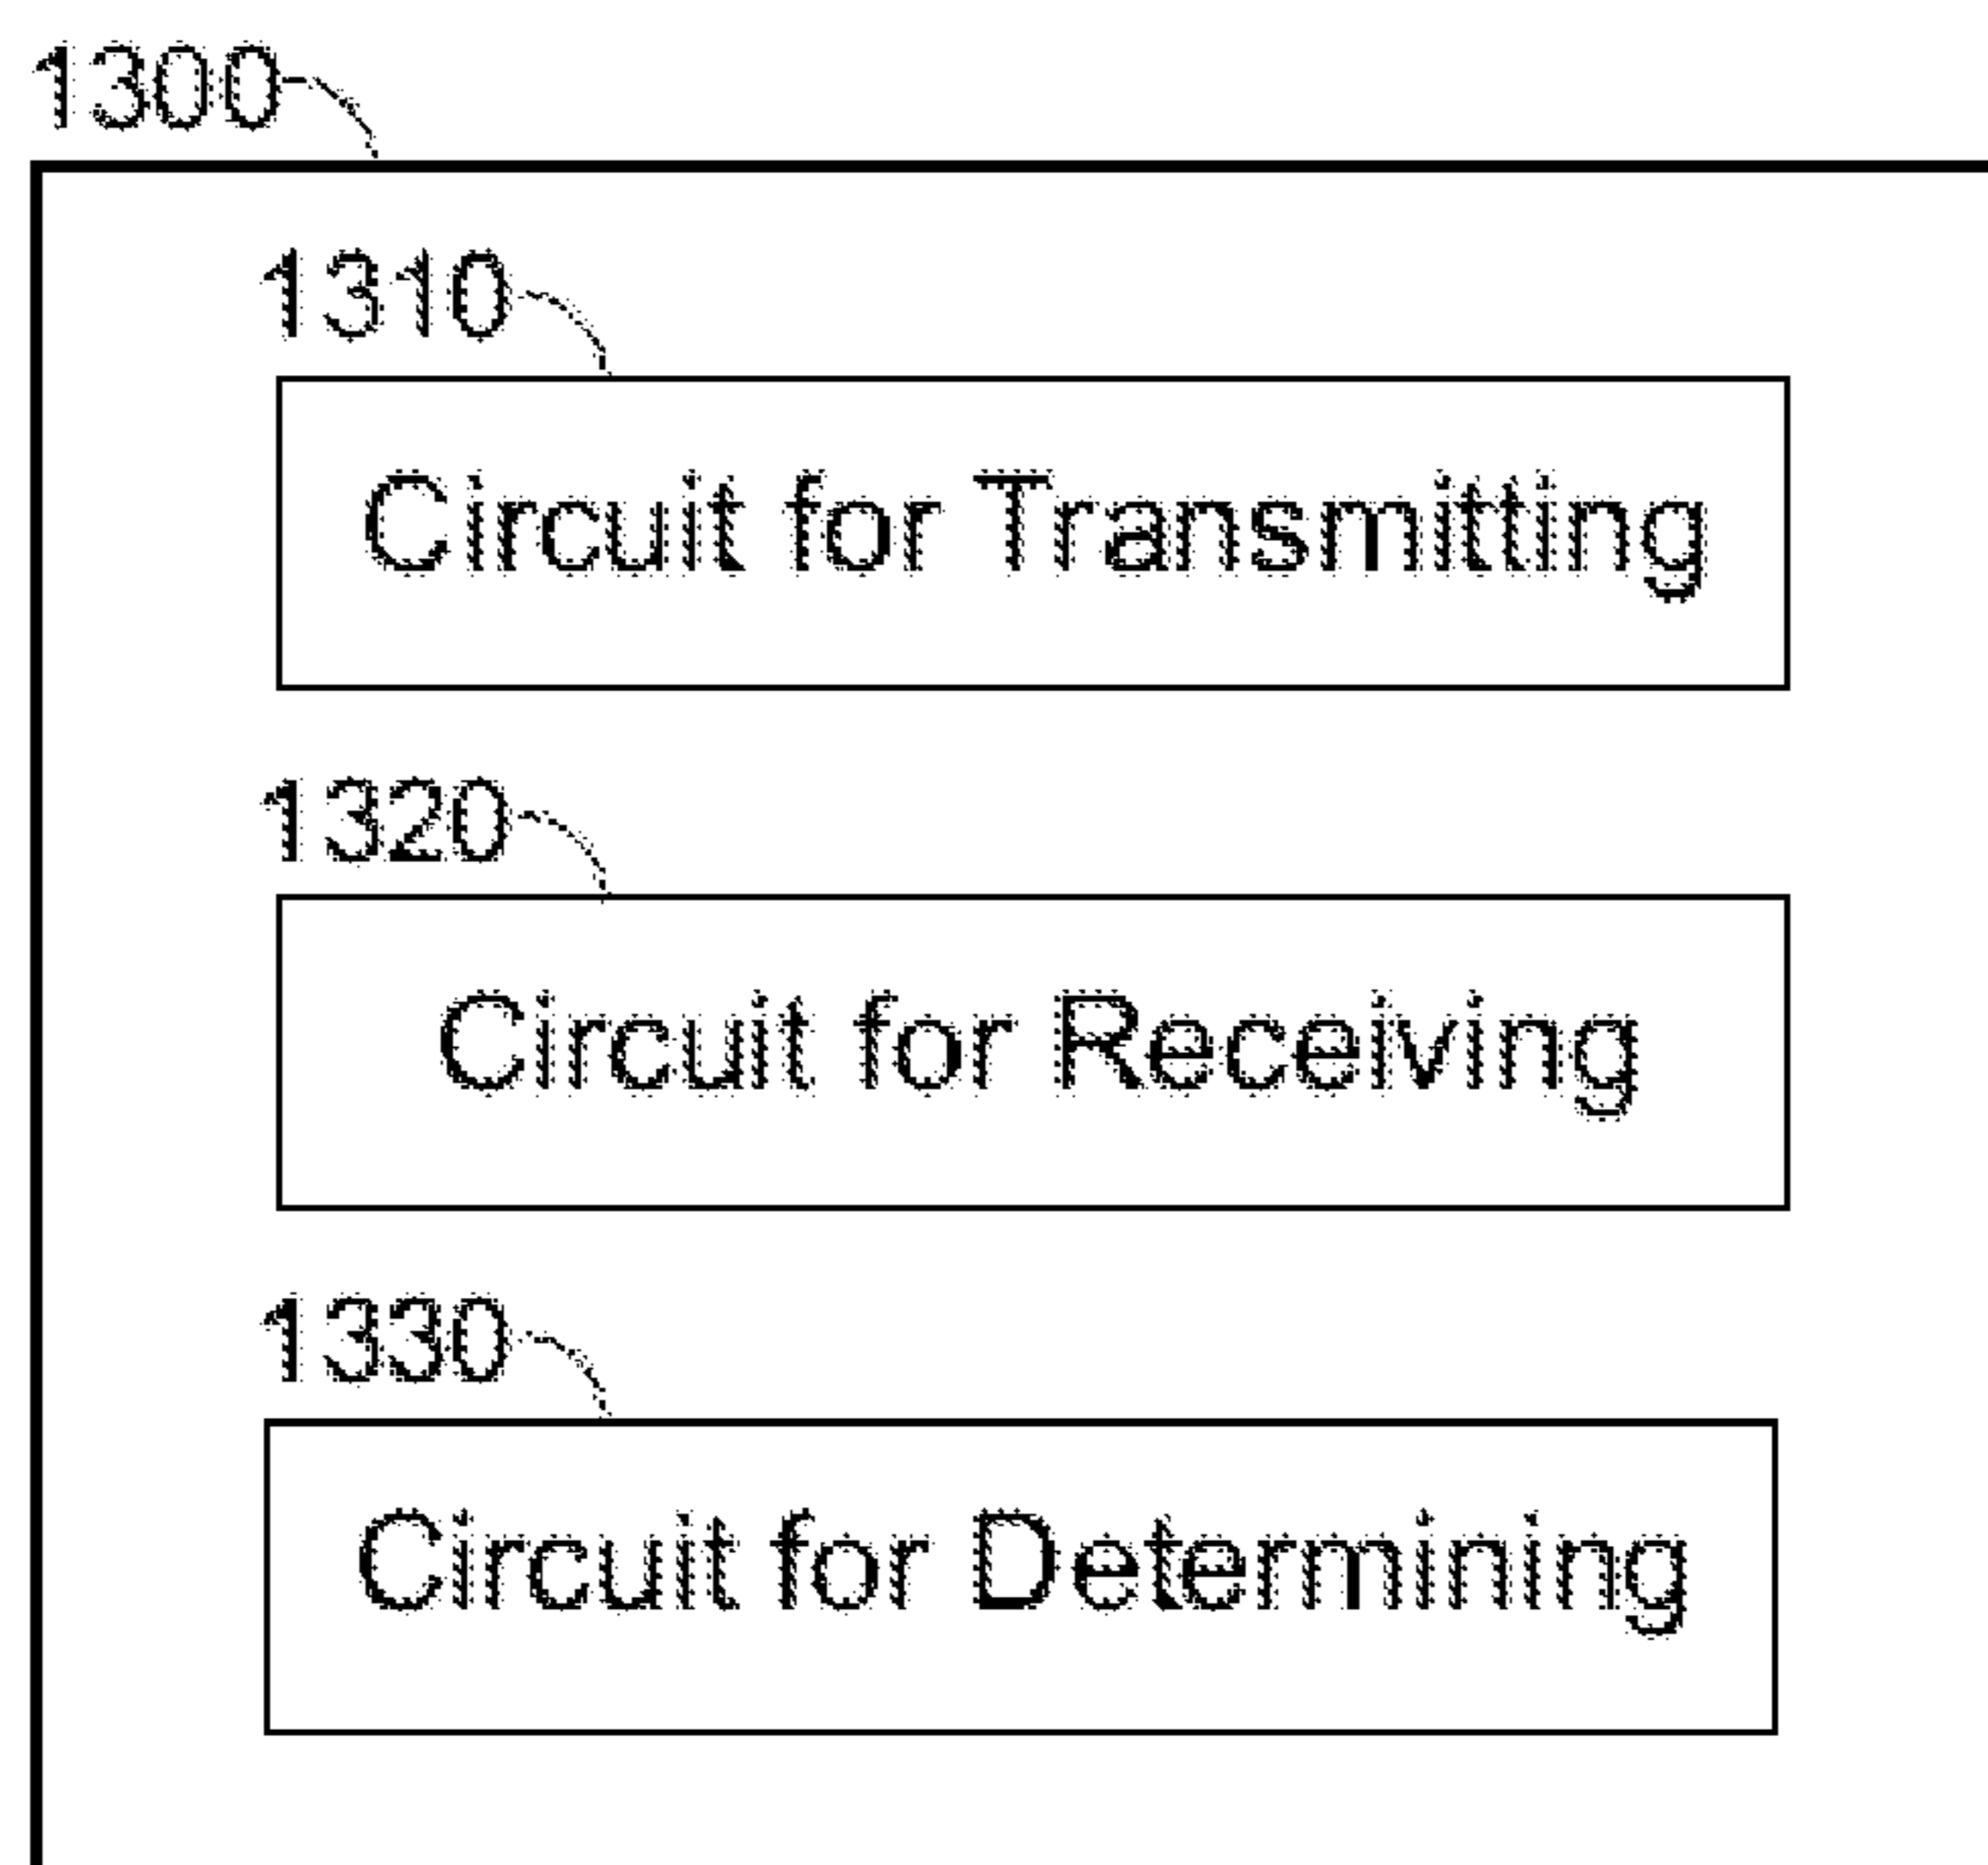 1300
1310
Circuit for Transmitting
1320
Circuit for Receiving
1330
Circuit for Determining